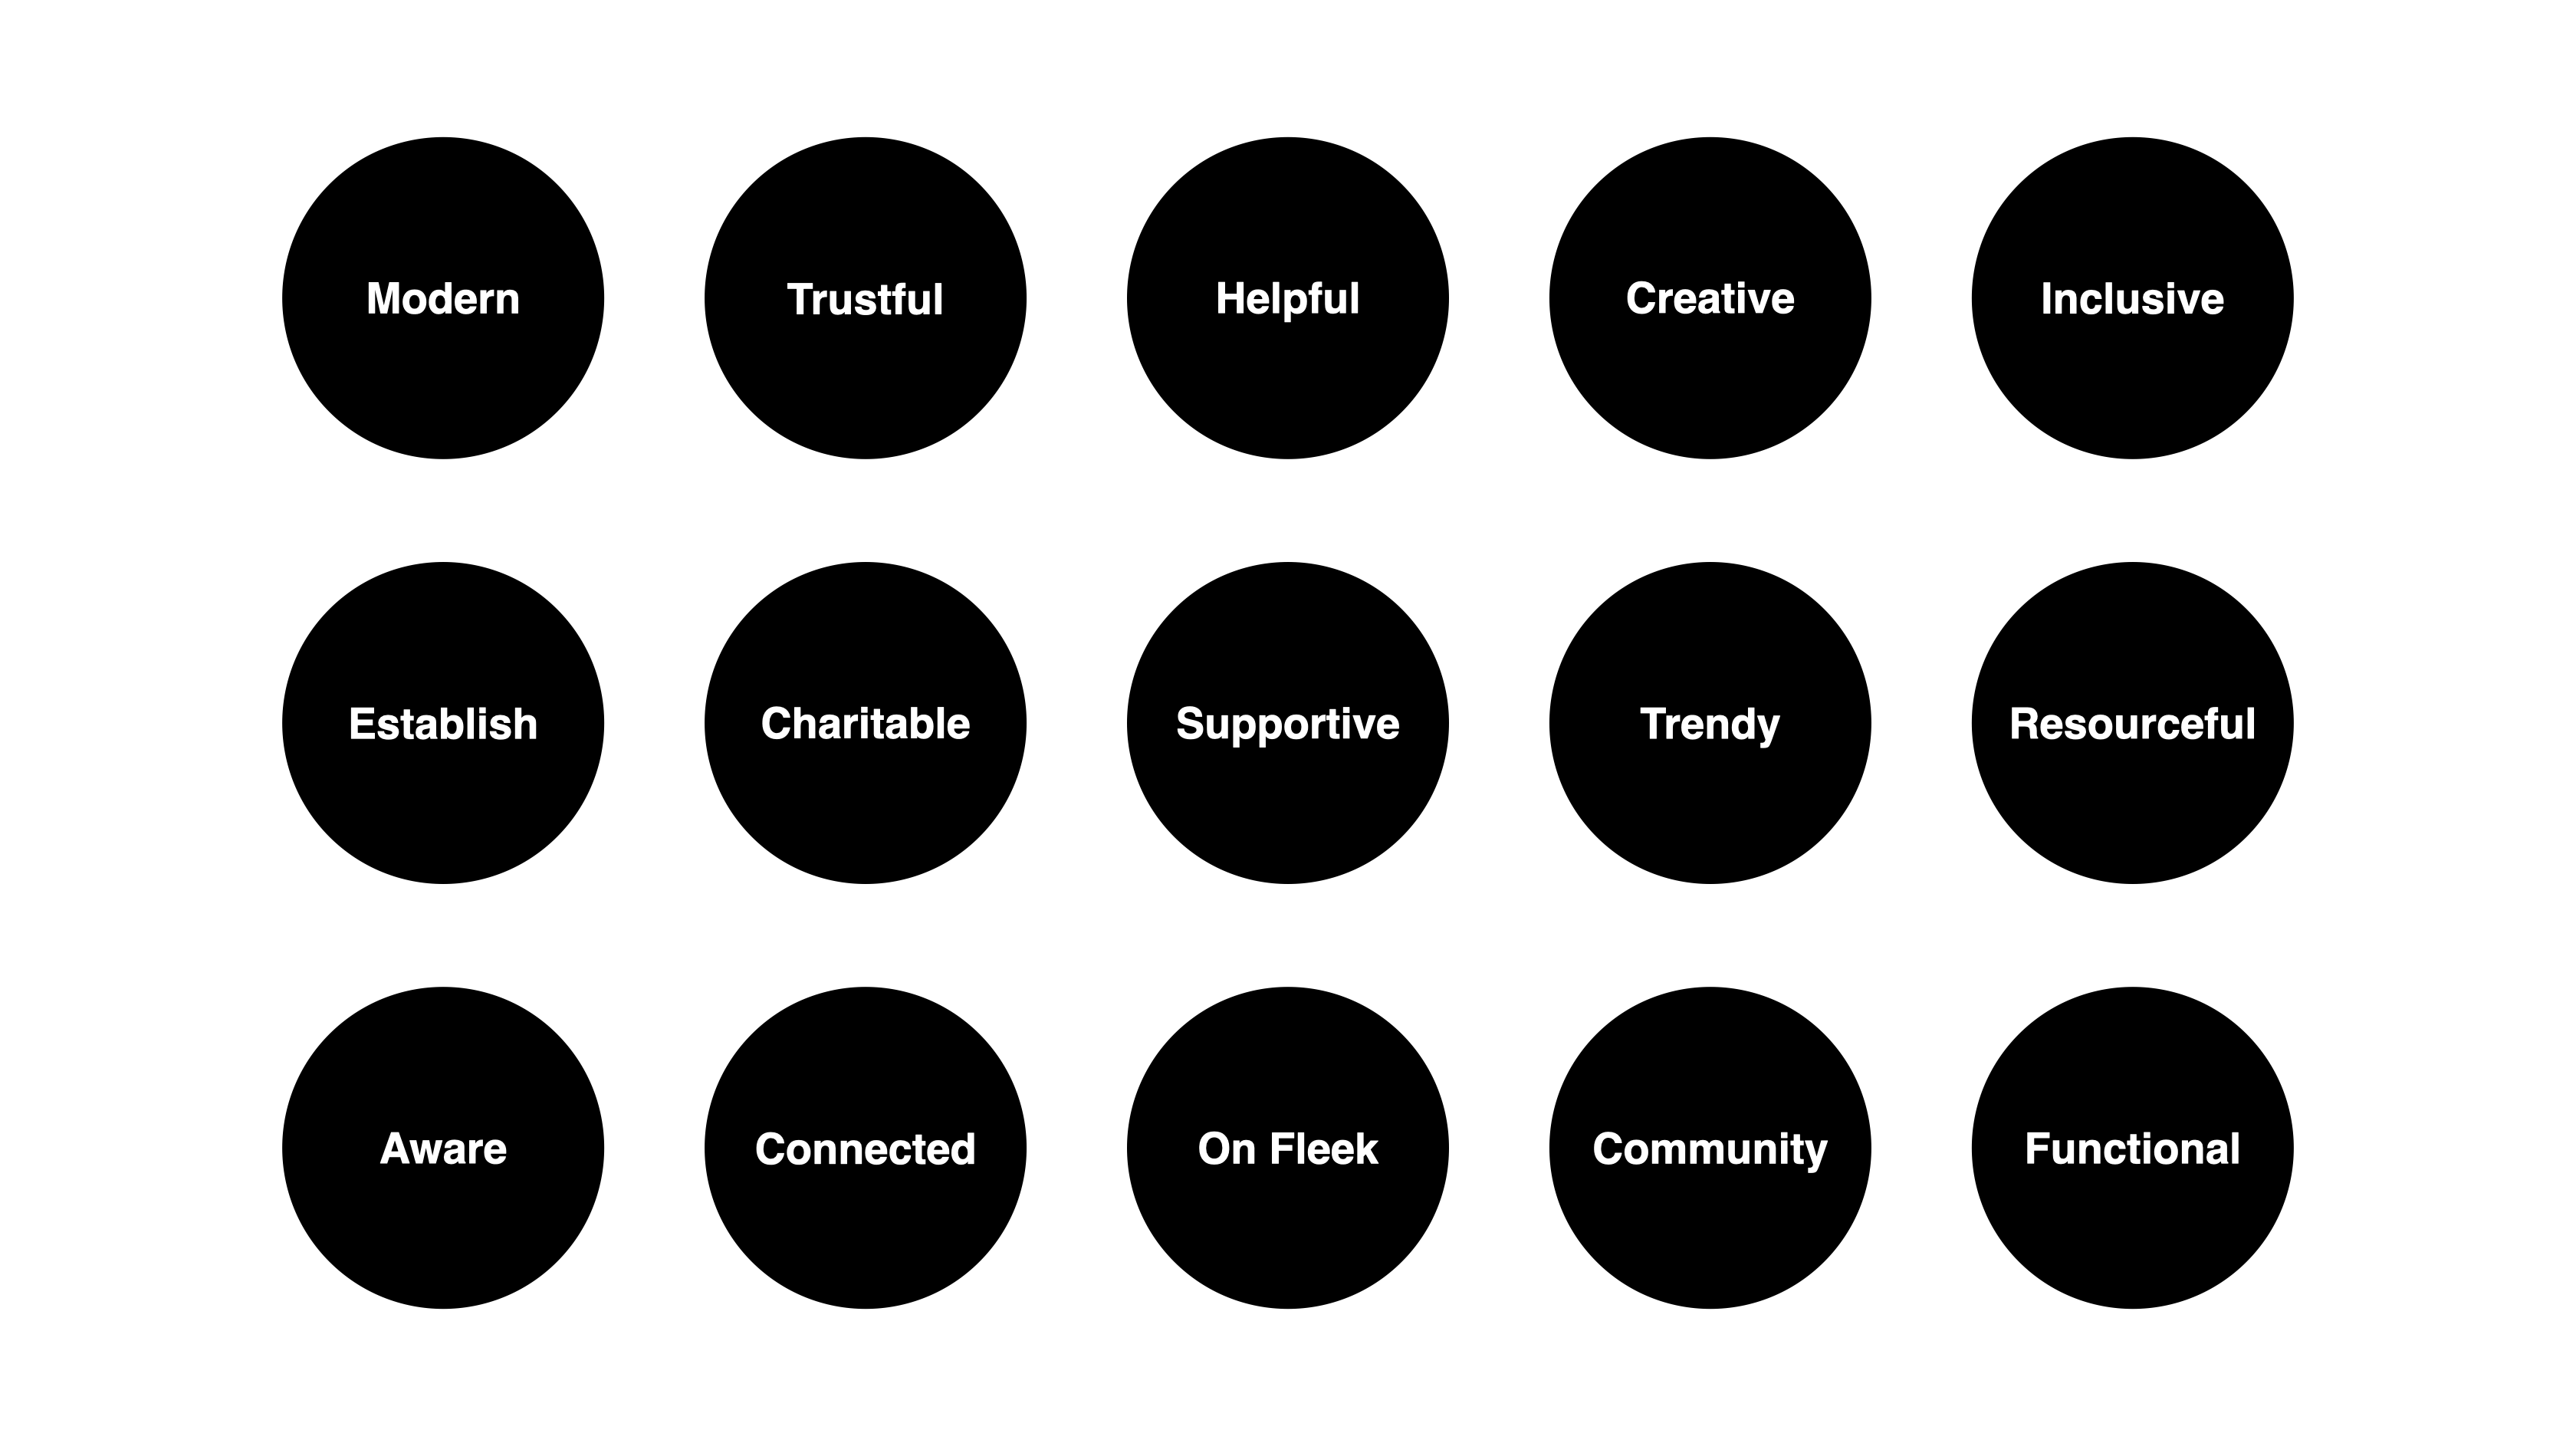 Modern
Trustful
Helpful
Creative
Inclusive
Establish
Charitable
Supportive
Trendy
Resourceful
Aware
Connected
On Fleek
Community
Functional